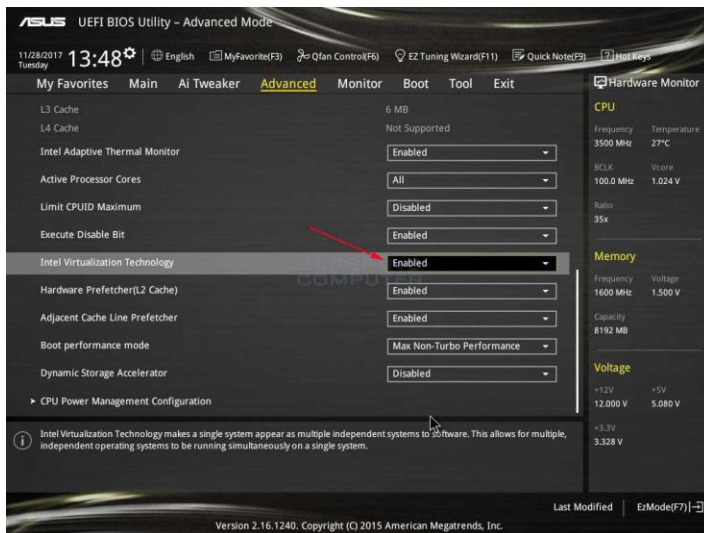 ASUS UEFI BIOS Utility – Advanced Mode
11/28/2017 Tuesday 13:48 English MyFavorite(F3) Qfan Control(F6) EZ Tuning Wizard(F11) Quick Note(F9) Hot Keys
My Favorites Main Ai Tweaker Advanced Monitor Boot Tool Exit
L3 Cache 6 MB
L4 Cache Not Supported
Intel Adaptive Thermal Monitor Enabled
Active Processor Cores All
Limit CPUID Maximum Disabled
Execute Disable Bit Enabled
Intel Virtualization Technology Enabled
Hardware Prefetcher(L2 Cache) Enabled
Adjacent Cache Line Prefetcher Enabled
Boot performance mode Max Non-Turbo Performance
Dynamic Storage Accelerator Disabled
> CPU Power Management Configuration
COMPUTER
Intel Virtualization Technology makes a single system appear as multiple independent systems to software. This allows for multiple,
independent operating systems to be running simultaneously on a single system.
Hardware Monitor
CPU
Frequency Temperature
3500 MHz 27°C
BCLK Vcore
100.0 MHz 1.024 V
Ratio
35x
Memory
Frequency Voltage
1600 MHz 1.500 V
Capacity
8192 MB
Voltage
+12V +5V
12.000 V 5.080 V
+3.3V
3.328 V
Last Modified EzMode(F7)
Version 2.16.1240. Copyright (C) 2015 American Megatrends, Inc.